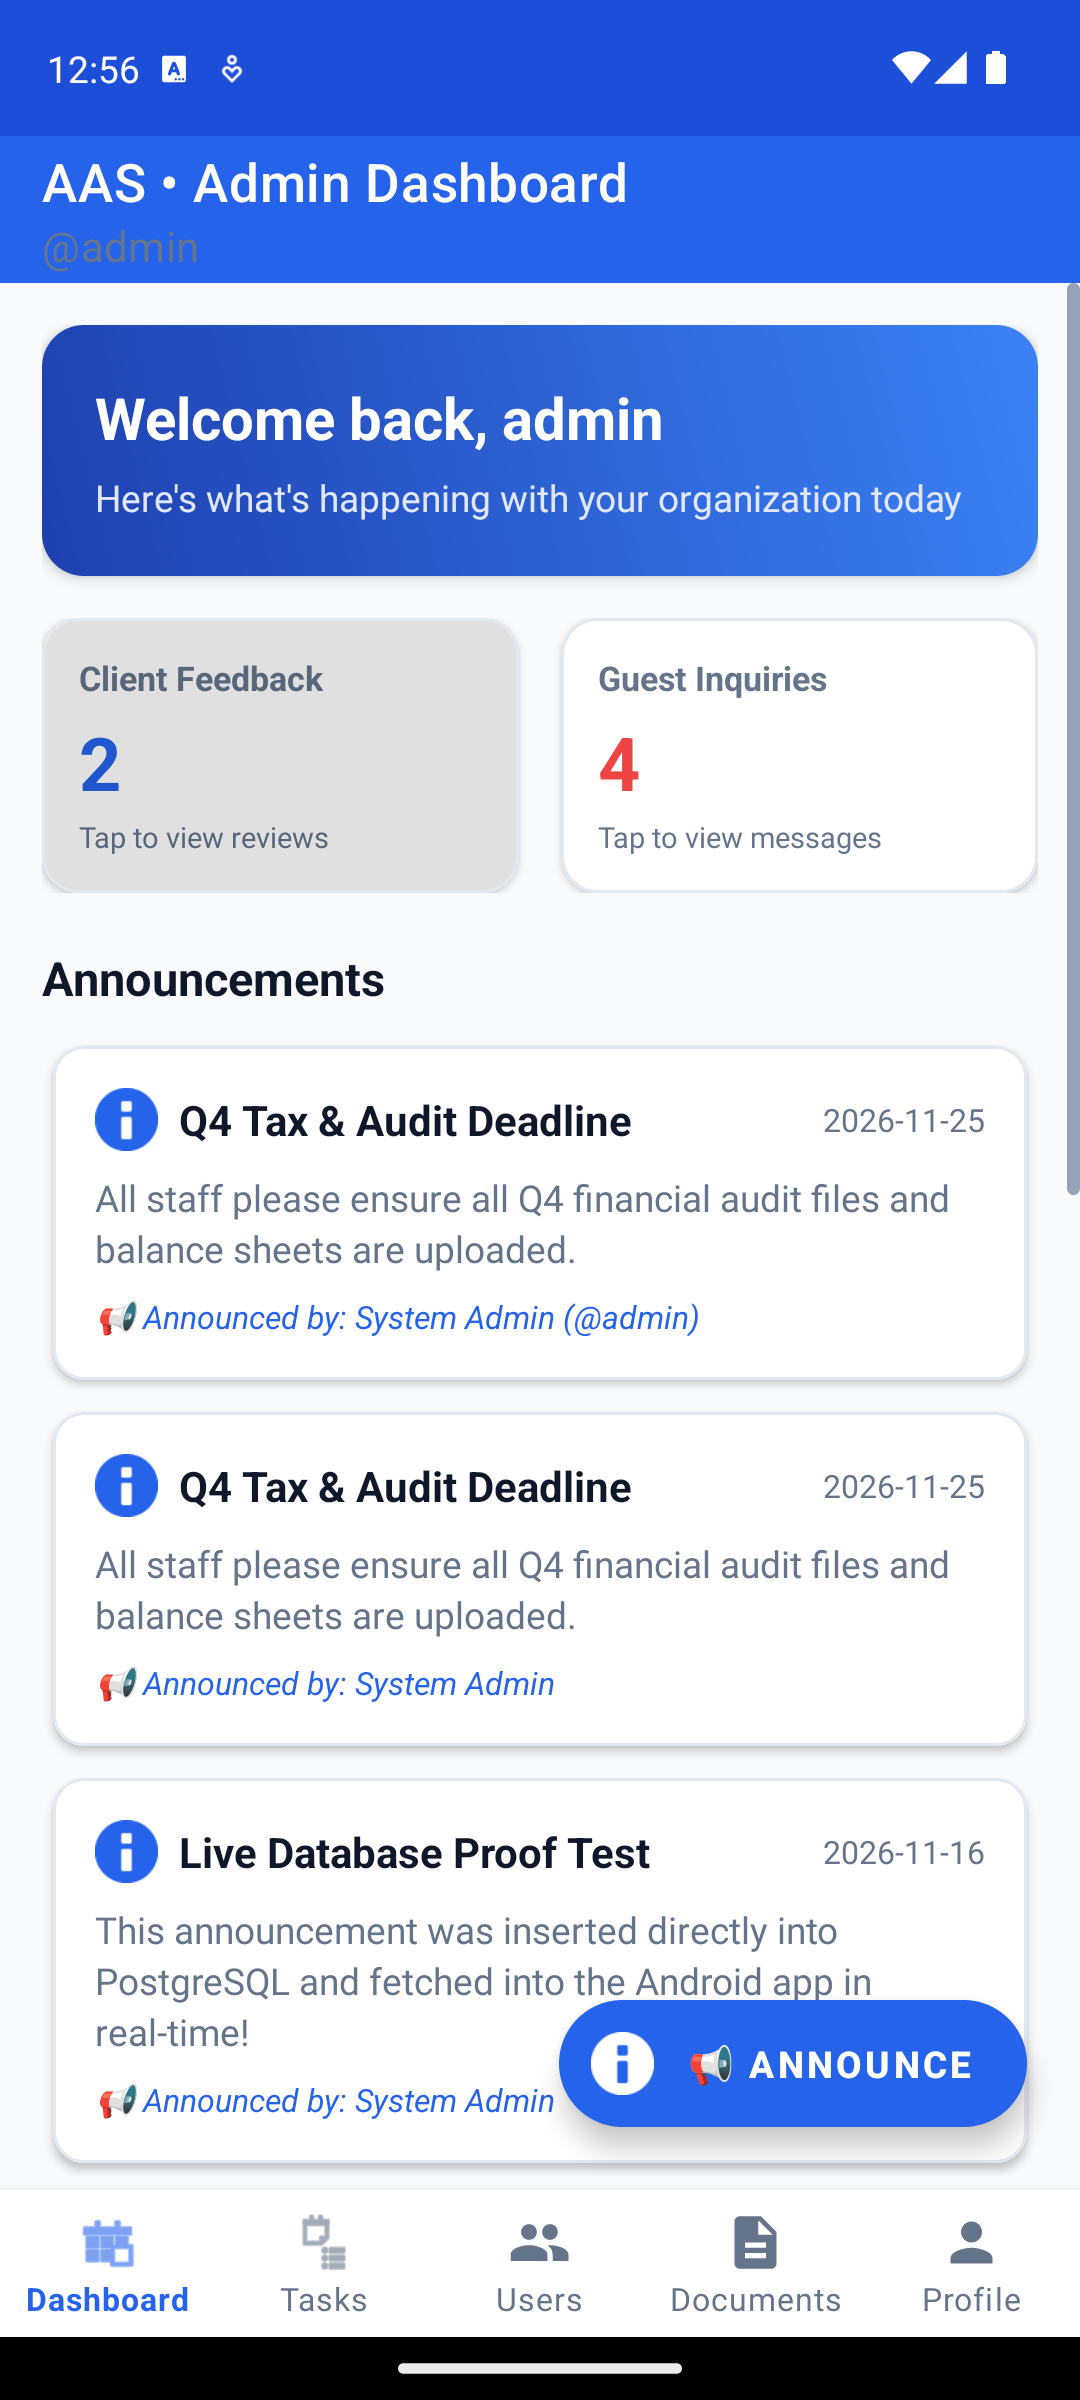 12:56
AAS • Admin Dashboard
@admin
Welcome back, admin
Here's what's happening with your organization today
Client Feedback
2
Tap to view reviews
Guest Inquiries
4
Tap to view messages
Announcements
Q4 Tax & Audit Deadline
2026-11-25
All staff please ensure all Q4 financial audit files and
balance sheets are uploaded.
📢 Announced by: System Admin (@admin)
Q4 Tax & Audit Deadline
2026-11-25
All staff please ensure all Q4 financial audit files and
balance sheets are uploaded.
📢 Announced by: System Admin
Live Database Proof Test
2026-11-16
This announcement was inserted directly into
PostgreSQL and fetched into the Android app in
real-time!
📢 Announced by: System Admin
📢 ANNOUNCE
Dashboard
Tasks
Users
Documents
Profile